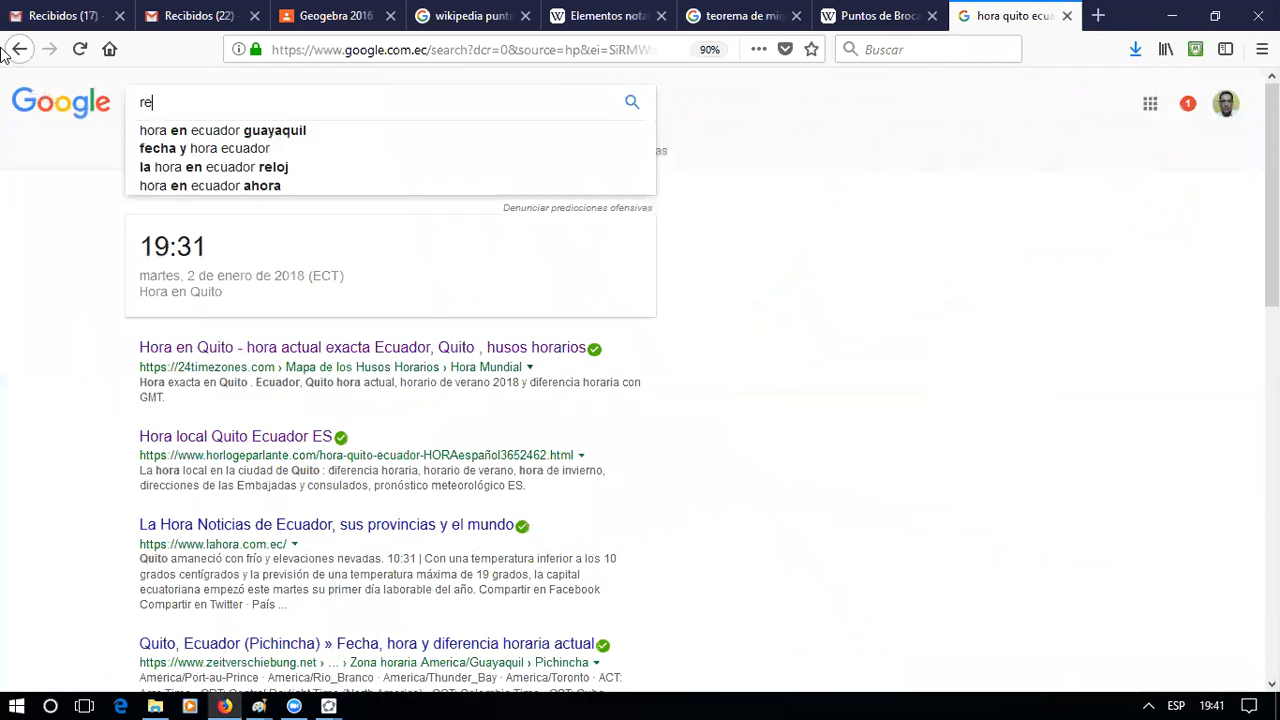 Recibidos (17) -
Recibidos (22)
Geogebra 2016
wikipedia punt
Elementos nota
teorema de mi
Puntos de Broca
hora quito ecua
https://www.google.com.ec/search?dcr=0&source=hp&ei=SiRMW
90%
Buscar
Google
re
1
hora en ecuador guayaquil
fecha y hora ecuador
la hora en ecuador reloj
hora en ecuador ahora
as
Denunciar predicciones ofensivas
19:31
martes, 2 de enero de 2018 (ECT)
Hora en Quito
Hora en Quito - hora actual exacta Ecuador, Quito , husos horarios
https://24timezones.com › Mapa de los Husos Horarios › Hora Mundial
Hora exacta en Quito . Ecuador, Quito hora actual, horario de verano 2018 y diferencia horaria con
GMT.
Hora local Quito Ecuador ES
https://www.horlogeparlante.com/hora-quito-ecuador-HORAespañol3652462.html
La hora local en la ciudad de Quito : diferencia horaria, horario de verano, hora de invierno,
direcciones de las Embajadas y consulados, pronóstico meteorológico ES.
La Hora Noticias de Ecuador, sus provincias y el mundo
https://www.lahora.com.ec/
Quito amaneció con frío y elevaciones nevadas. 10:31 | Con una temperatura inferior a los 10
grados centígrados y la previsión de una temperatura máxima de 19 grados, la capital
ecuatoriana empezó este martes su primer día laborable del año. Compartir en Facebook
Compartir en Twitter · País ...
Quito, Ecuador (Pichincha) » Fecha, hora y diferencia horaria actual
https://www.zeitverschiebung.net › ... › Zona horaria America/Guayaquil › Pichincha
America/Port-au-Prince · America/Rio_Branco · America/Thunder_Bay · America/Toronto · ACT:
ESP
19:41